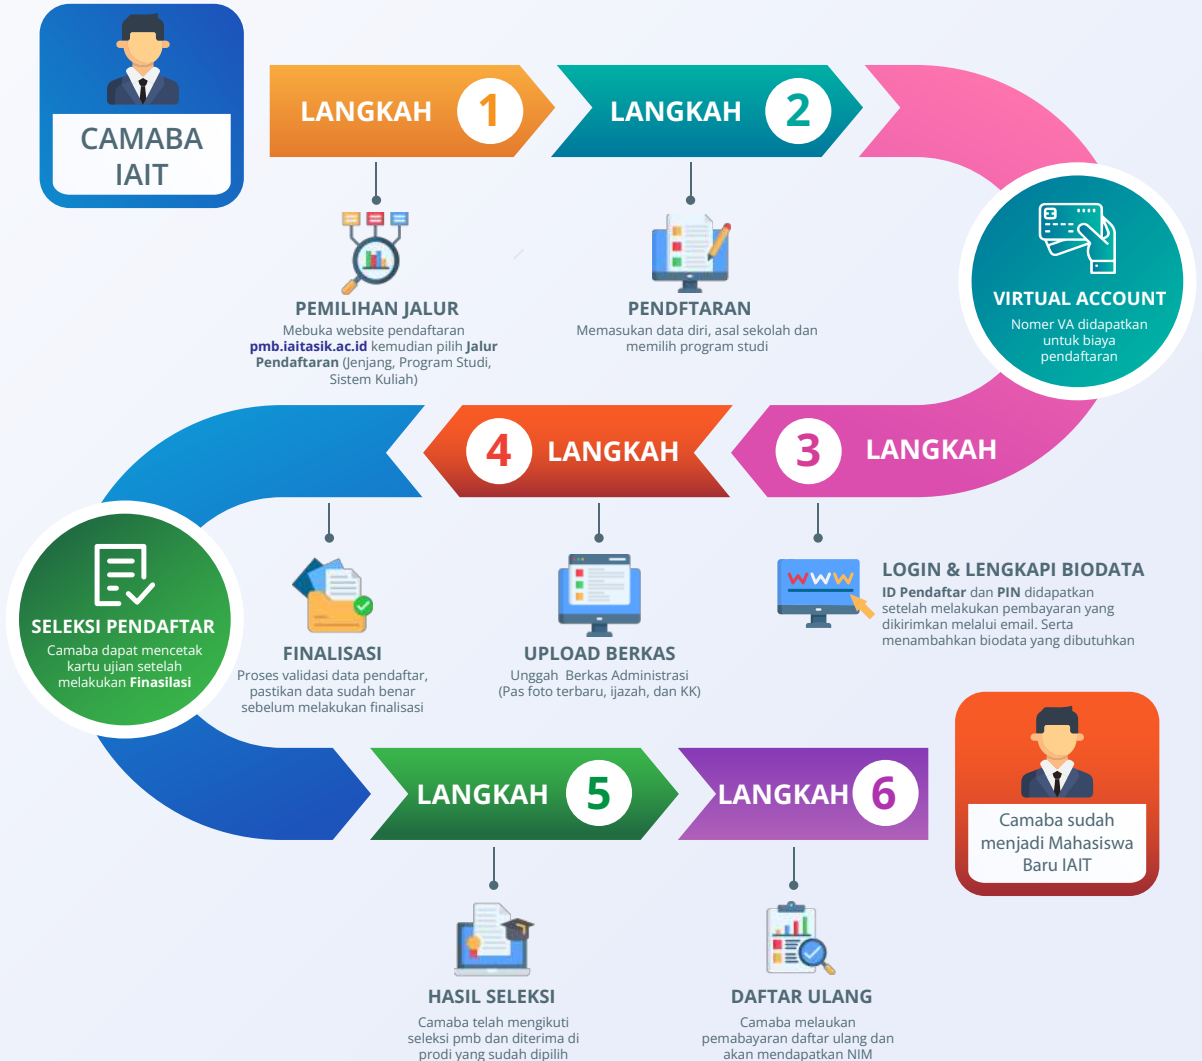 CAMABA
IAIT
LANGKAH 1
LANGKAH 2
PEMILIHAN JALUR
Mebuka website pendaftaran
pmb.iaitasik.ac.id kemudian pilih Jalur
Pendaftaran (Jenjang, Program Studi,
Sistem Kuliah)
PENDFTARAN
Memasukan data diri, asal sekolah dan
memilih program studi
VIRTUAL ACCOUNT
Nomer VA didapatkan
untuk biaya
pendaftaran
3 LANGKAH
LOGIN & LENGKAPI BIODATA
ID Pendaftar dan PIN didapatkan
setelah melakukan pembayaran yang
dikirimkan melalui email. Serta
menambahkan biodata yang dibutuhkan
4 LANGKAH
UPLOAD BERKAS
Unggah Berkas Administrasi
(Pas foto terbaru, ijazah, dan KK)
FINALISASI
Proses validasi data pendaftar,
pastikan data sudah benar
sebelum melakukan finalisasi
SELEKSI PENDAFTAR
Camaba dapat mencetak
kartu ujian setelah
melakukan Finasilasi
LANGKAH 5
HASIL SELEKSI
Camaba telah mengikuti
seleksi pmb dan diterima di
prodi yang sudah dipilih
LANGKAH 6
DAFTAR ULANG
Camaba melaukan
pemabayaran daftar ulang dan
akan mendapatkan NIM
Camaba sudah
menjadi Mahasiswa
Baru IAIT
WWW